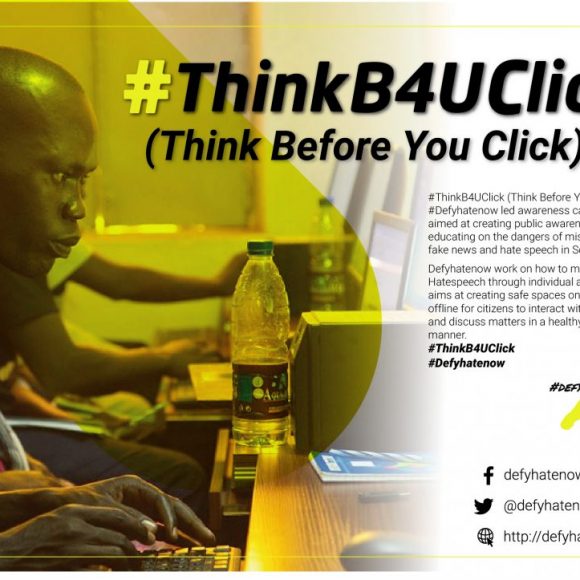 #ThinkB4UClic
(Think Before You Click)
#ThinkB4UClick (Think Before Y
#Defyhatenow led awareness ca
aimed at creating public awaren
educating on the dangers of mis
fake news and hate speech in So
Defyhatenow work on how to m
Hatespeech through individual a
aims at creating safe spaces on
offline for citizens to interact wit
and discuss matters in a healthy
manner.
#ThinkB4UClick
#Defyhatenow
#DEFY
defyhatenow
@defyhaten
http://defyha